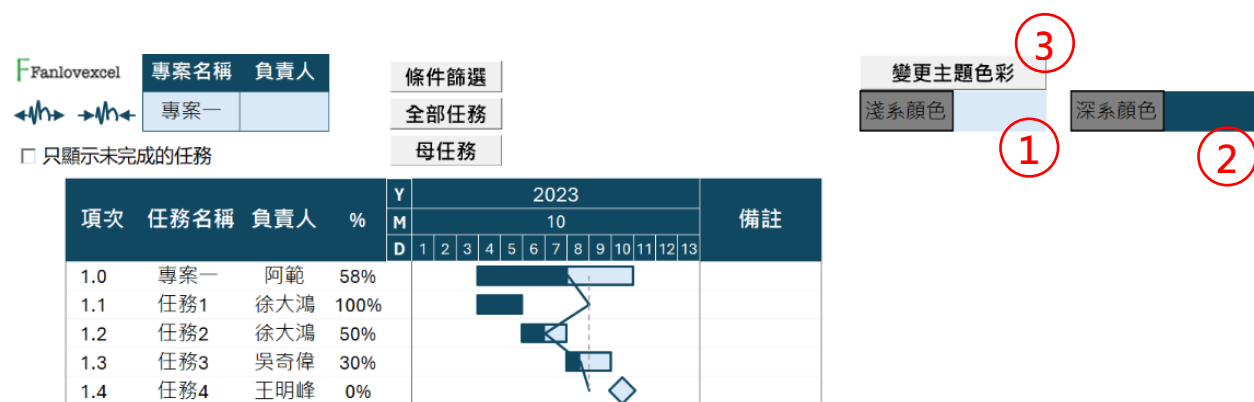 Fanlovexcel 專案名稱 負責人
專案一
只顯示未完成的任務
條件篩選
全部任務
母任務
變更主題色彩 3
淺系顏色 1
深系顏色 2
項次 任務名稱 負責人 % Y 2023 備註
M 10
D 1 2 3 4 5 6 7 8 9 10 11 12 13
1.0 專案一 阿範 58%
1.1 任務1 徐大鴻 100%
1.2 任務2 徐大鴻 50%
1.3 任務3 吳奇偉 30%
1.4 任務4 王明峰 0%